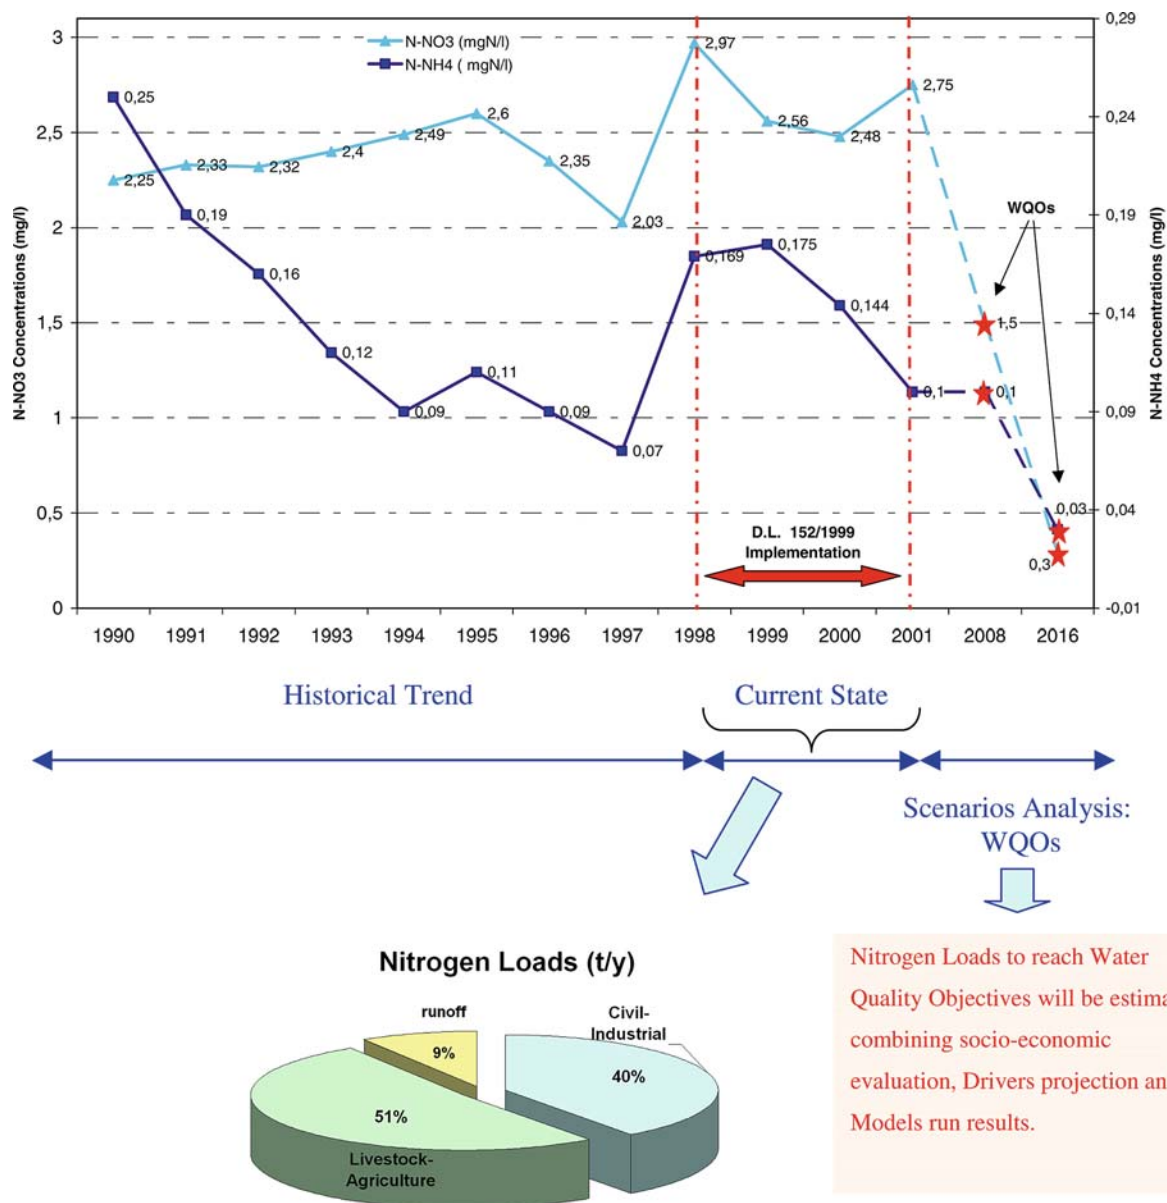 N-NO3 (mgN/l)
N-NH4 ( mgN/l)
N-NO3 Concentrations (mg/l)
3
2,5
2
1,5
1
0,5
0
N-NH4 Concentrations (mg/l)
0,29
0,24
0,19
0,14
0,09
0,04
-0,01
2,25
2,33
2,32
2,4
2,49
2,6
2,35
2,03
2,97
2,56
2,48
2,75
1,5
0,3
0,25
0,19
0,16
0,12
0,09
0,11
0,09
0,07
0,169
0,175
0,144
0,1
0,1
0,03
WQOs
D.L. 152/1999
Implementation
1990 1991 1992 1993 1994 1995 1996 1997 1998 1999 2000 2001 2008 2016
Historical Trend
Current State
Scenarios Analysis:
WQOs
Nitrogen Loads (t/y)
runoff
9%
Civil-
Industrial
40%
51%
Livestock-
Agriculture
Nitrogen Loads to reach Water
Quality Objectives will be estima
combining socio-economic
evaluation, Drivers projection an
Models run results.